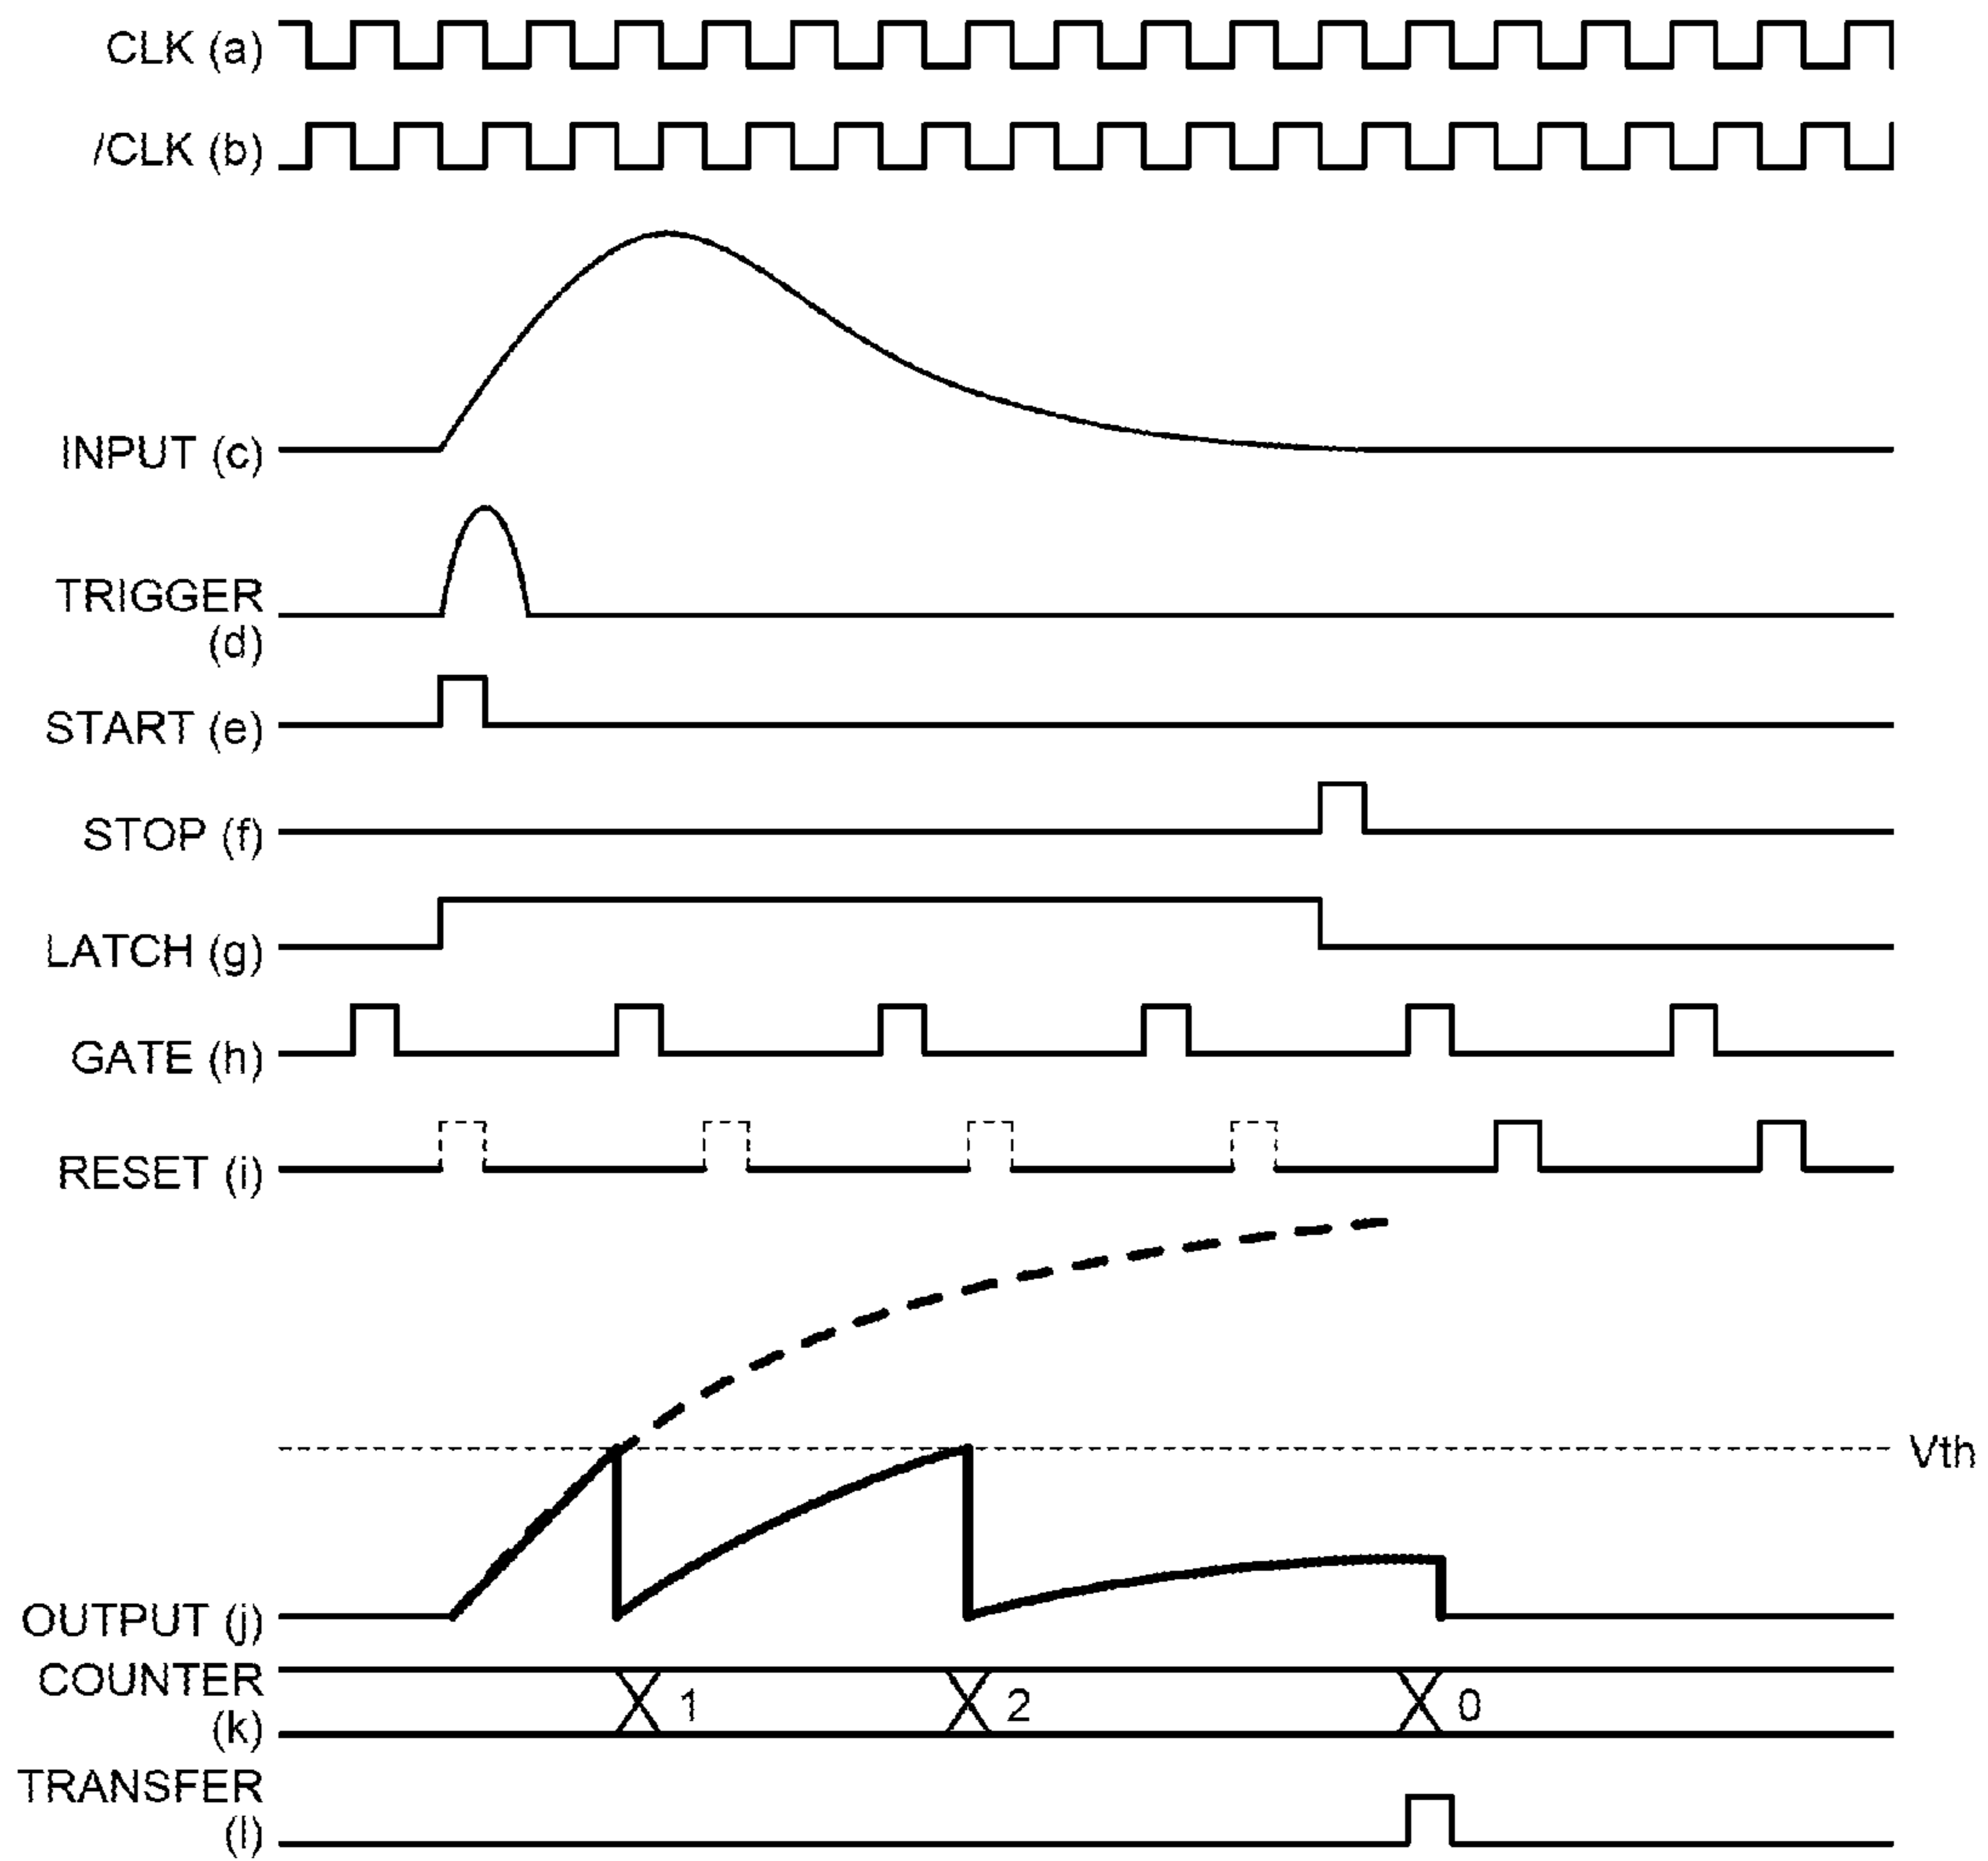 CLK (a)
/CLK (b)
INPUT (c)
TRIGGER
(d)
START (e)
STOP (f)
LATCH (g)
GATE (h)
RESET (i)
Vth
OUTPUT (j)
COUNTER
(k)
1
2
0
TRANSFER
(l)